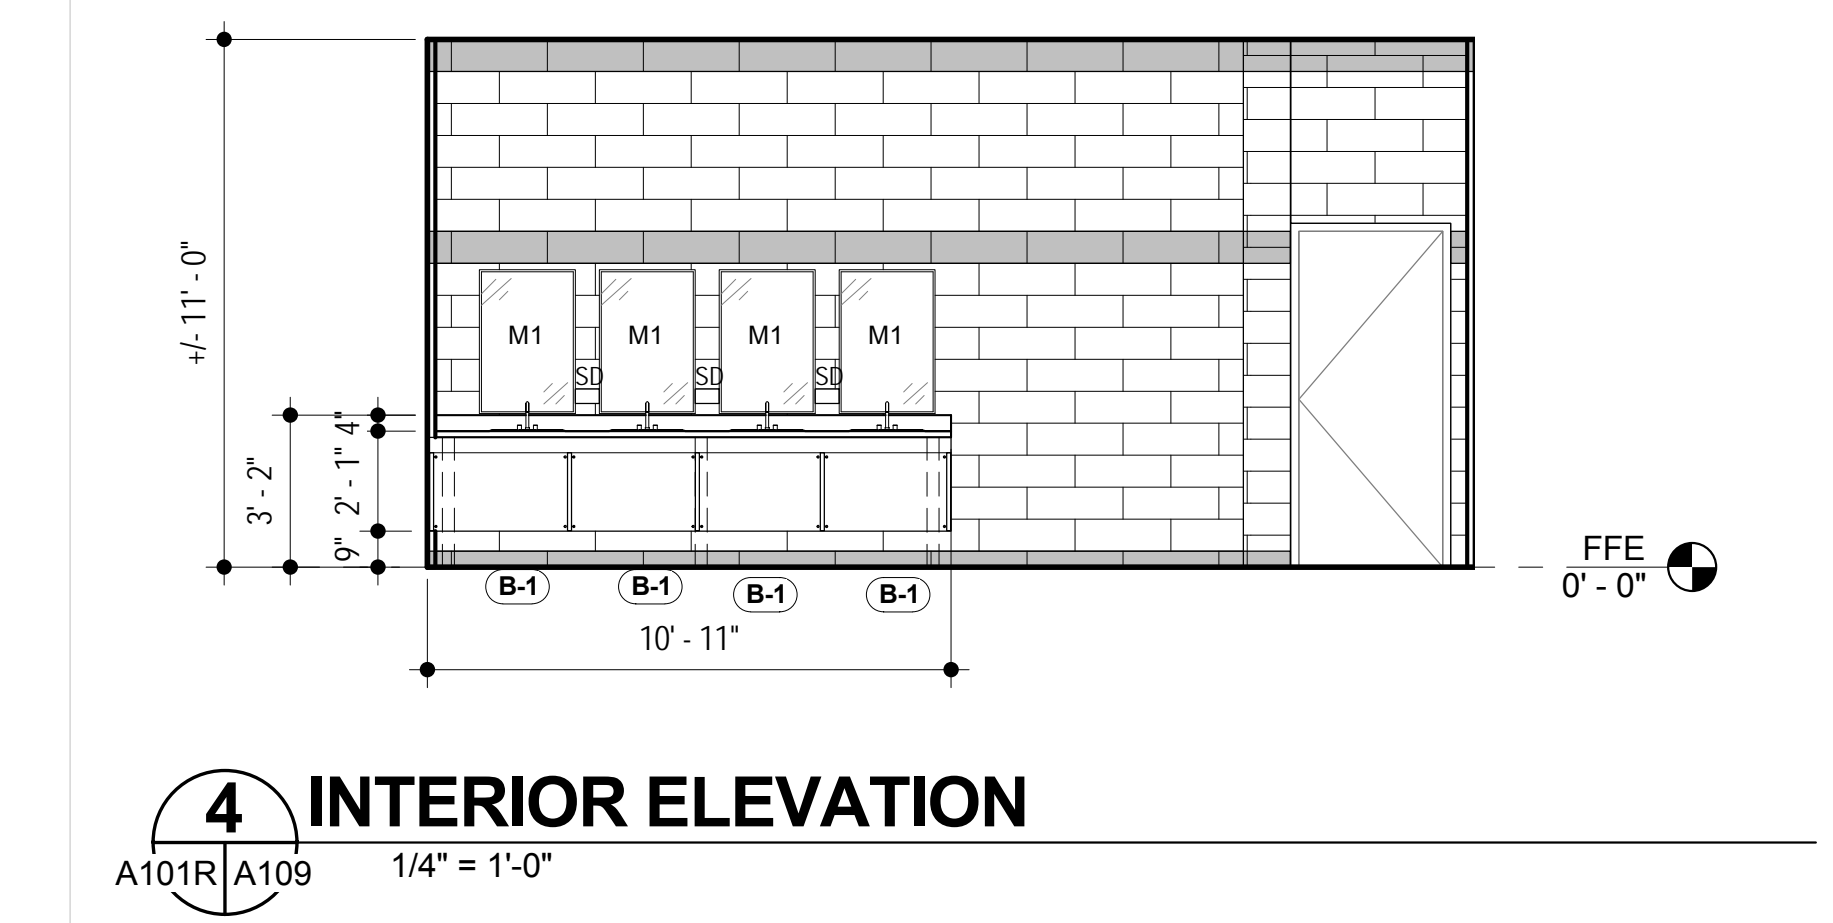 +/- 11' - 0"
3' - 2"
4"
2' - 1"
9"
M1 M1 M1 M1
SD SD SD
B-1 B-1 B-1 B-1
10' - 11"
FFE
0' - 0"
4
INTERIOR ELEVATION
A101R A109
1/4" = 1'-0"